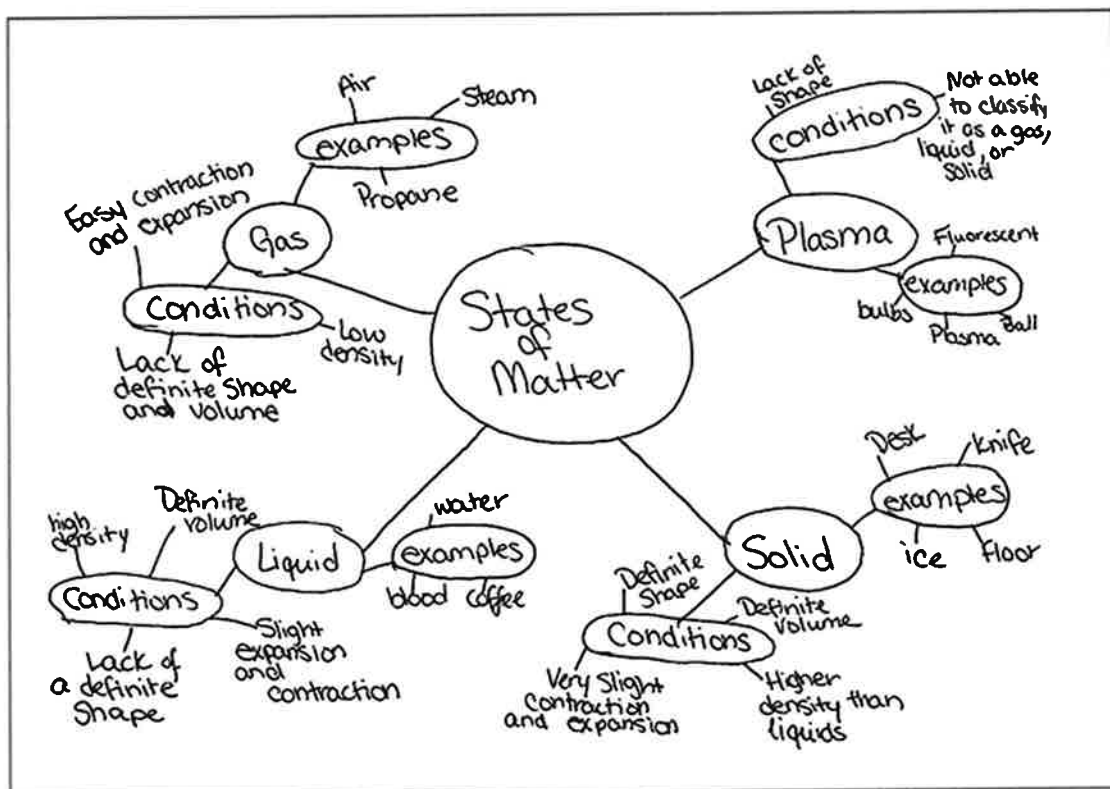 States
of
Matter
Gas
examples
Air
Steam
Propane
Conditions
Easy contraction
and expansion
Lack of
definite Shape
and volume
Low
density
Plasma
conditions
Lack of
Shape
Not able
to classify
it as a gas,
liquid, or
Solid
examples
Fluorescent
bulbs
Plasma Ball
Liquid
Conditions
high
density
Definite
volume
Lack of
a definite
Shape
Slight
expansion
and
contraction
examples
water
blood
coffee
Solid
examples
Desk
knife
ice
floor
Conditions
Definite
Shape
Definite
volume
Very Slight
contraction
and expansion
Higher
density than
liquids